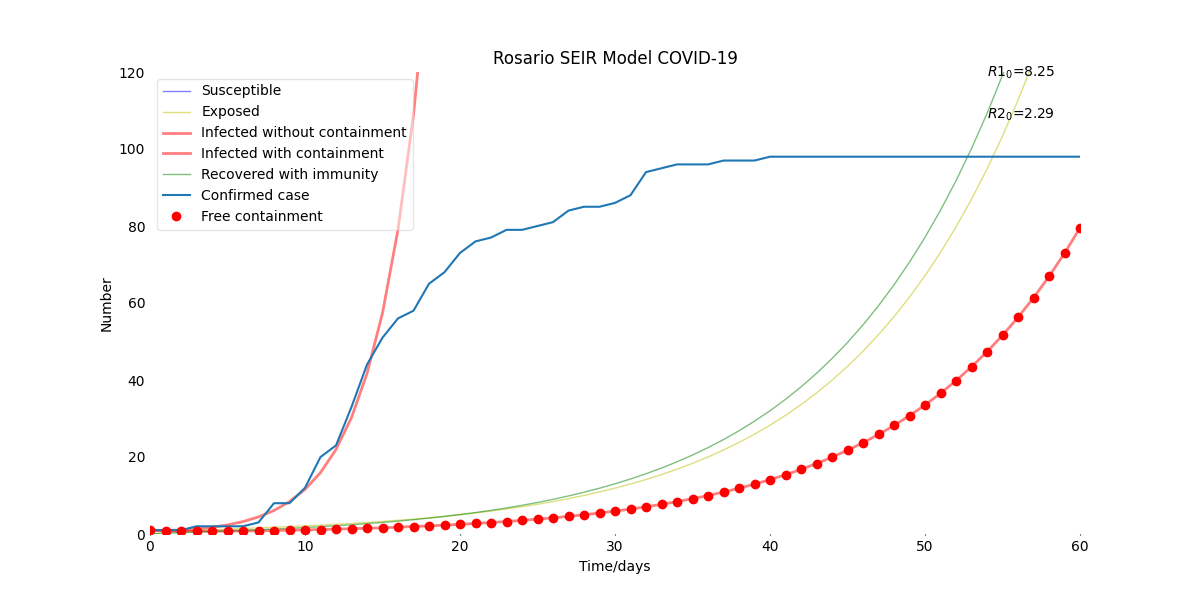 Rosario SEIR Model COVID-19
R1₀=8.25
R2₀=2.29
Susceptible
Exposed
Infected without containment
Infected with containment
Recovered with immunity
Confirmed case
Free containment
Number
120
100
80
60
40
20
0
0 10 20 30 40 50 60
Time/days